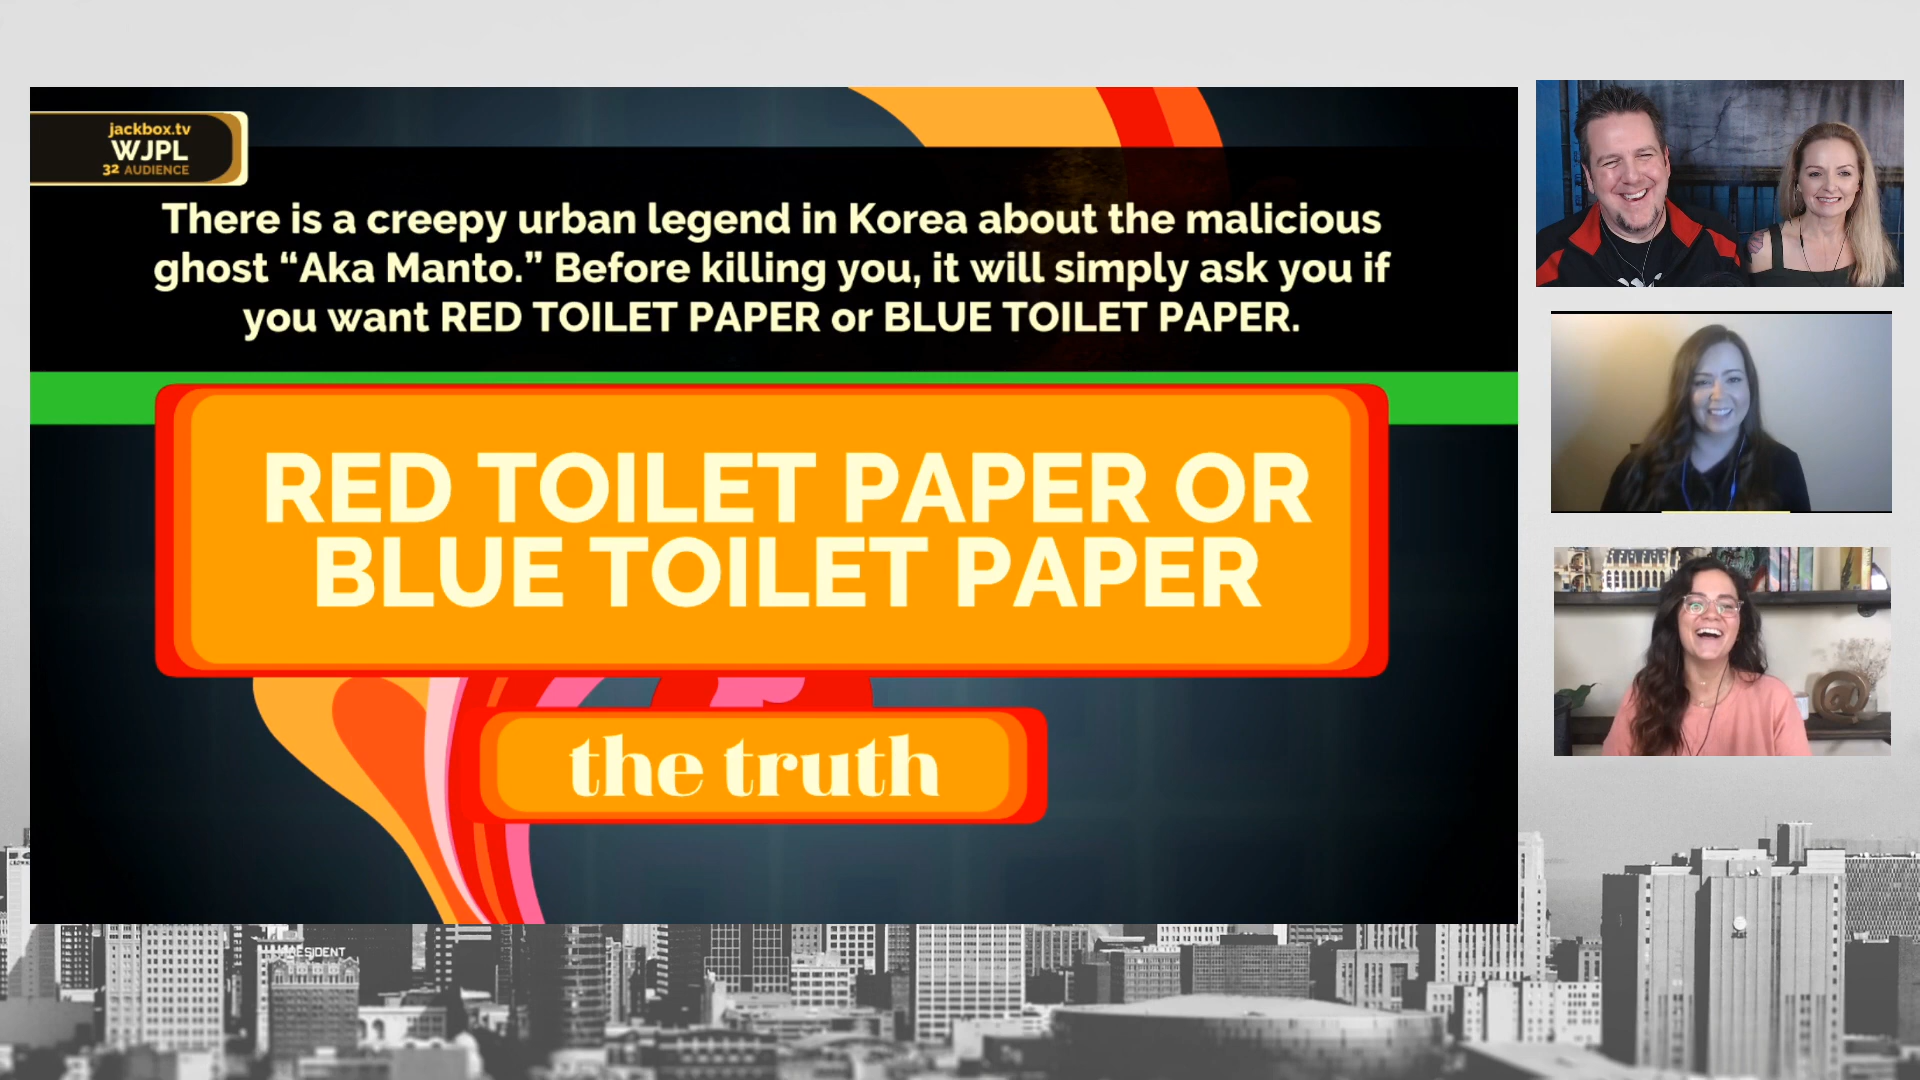 jackbox.tv
WJPL
32 AUDIENCE
There is a creepy urban legend in Korea about the malicious
ghost “Aka Manto.” Before killing you, it will simply ask you if
you want RED TOILET PAPER or BLUE TOILET PAPER.
RED TOILET PAPER OR
BLUE TOILET PAPER
the truth
@
PRESIDENT